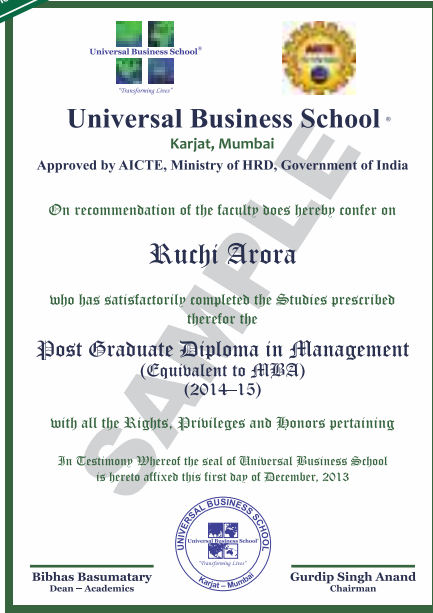 Universal Business School®
"Transforming Lives"
AICTE
Universal Business School ®
Karjat, Mumbai
Approved by AICTE, Ministry of HRD, Government of India
On recommendation of the faculty does hereby confer on
Ruchi Arora
who has satisfactorily completed the Studies prescribed
therefor the
Post Graduate Diploma in Management
(Equivalent to MBA)
(2014–15)
with all the Rights, Privileges and Honors pertaining
In Testimony Whereof the seal of Universal Business School
is hereto affixed this first day of December, 2013
SAMPLE
UNIVERSAL BUSINESS SCHOOL
Universal Business School
"Transforming Lives"
Karjat – Mumbai
Bibhas Basumatary
Dean – Academics
Gurdip Singh Anand
Chairman